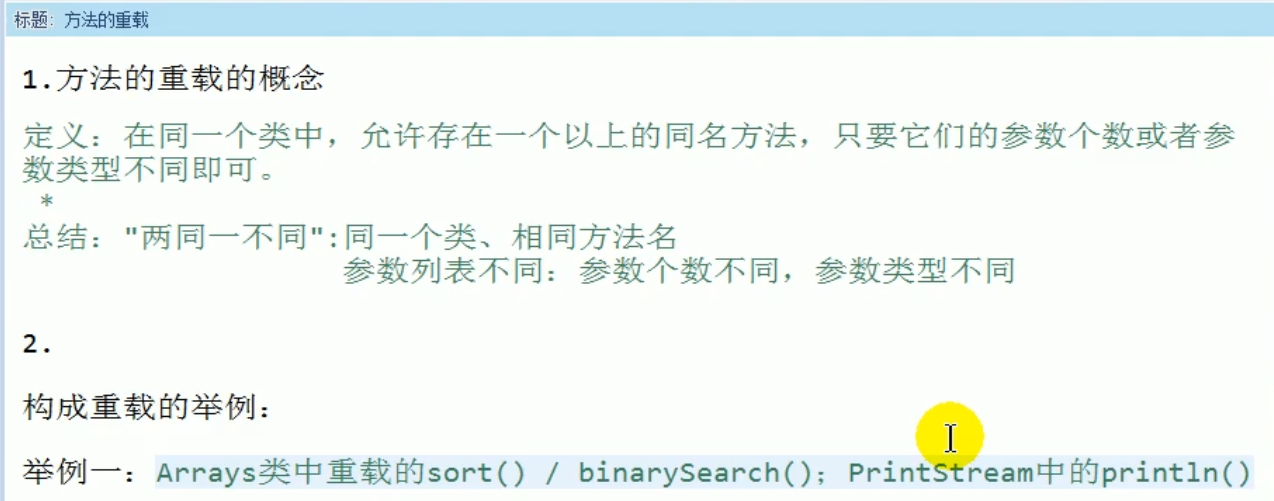 标题: 方法的重载
1.方法的重载的概念
定义：在同一个类中，允许存在一个以上的同名方法，只要它们的参数个数或者参
数类型不同即可。
*
总结："两同一不同":同一个类、相同方法名
参数列表不同：参数个数不同，参数类型不同
2.
构成重载的举例：
举例一：Arrays类中重载的sort() / binarySearch()；PrintStream中的println()